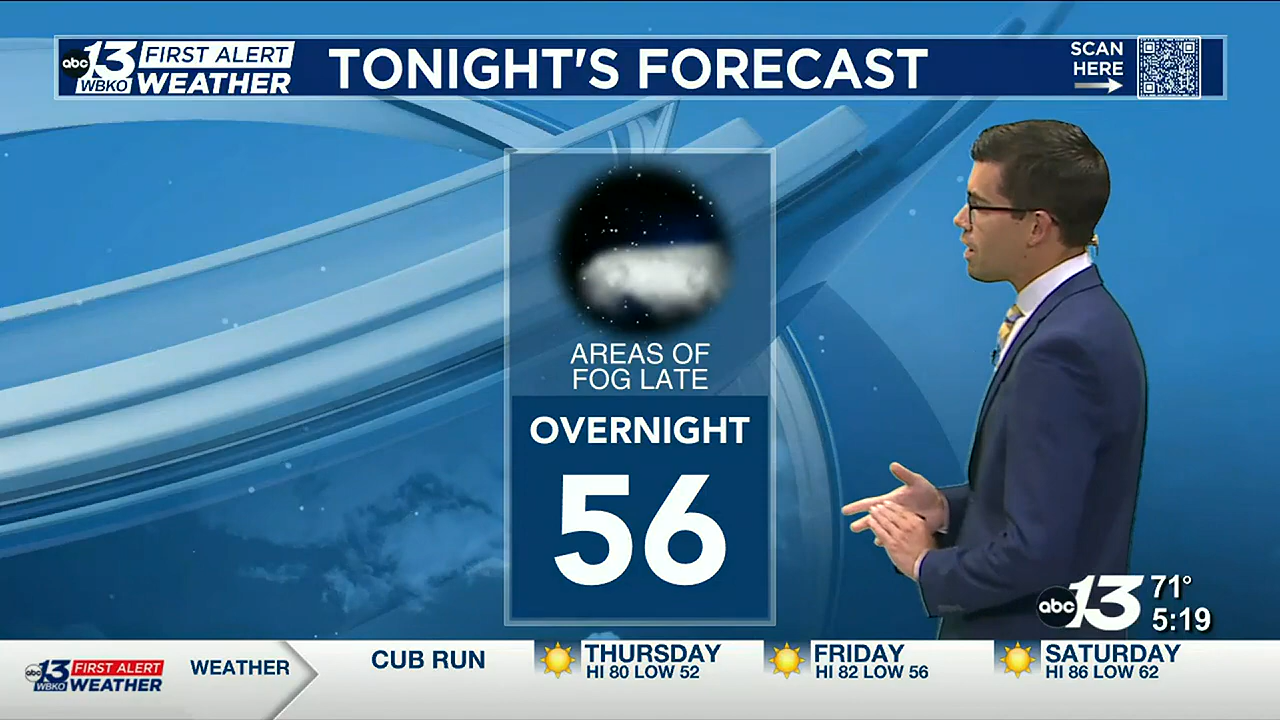 abc 13 WBKO FIRST ALERT WEATHER
TONIGHT'S FORECAST
SCAN HERE
AREAS OF
FOG LATE
OVERNIGHT
56
abc 13
71°
5:19
abc 13 WBKO FIRST ALERT WEATHER
WEATHER
CUB RUN
THURSDAY
HI 80 LOW 52
FRIDAY
HI 82 LOW 56
SATURDAY
HI 86 LOW 62